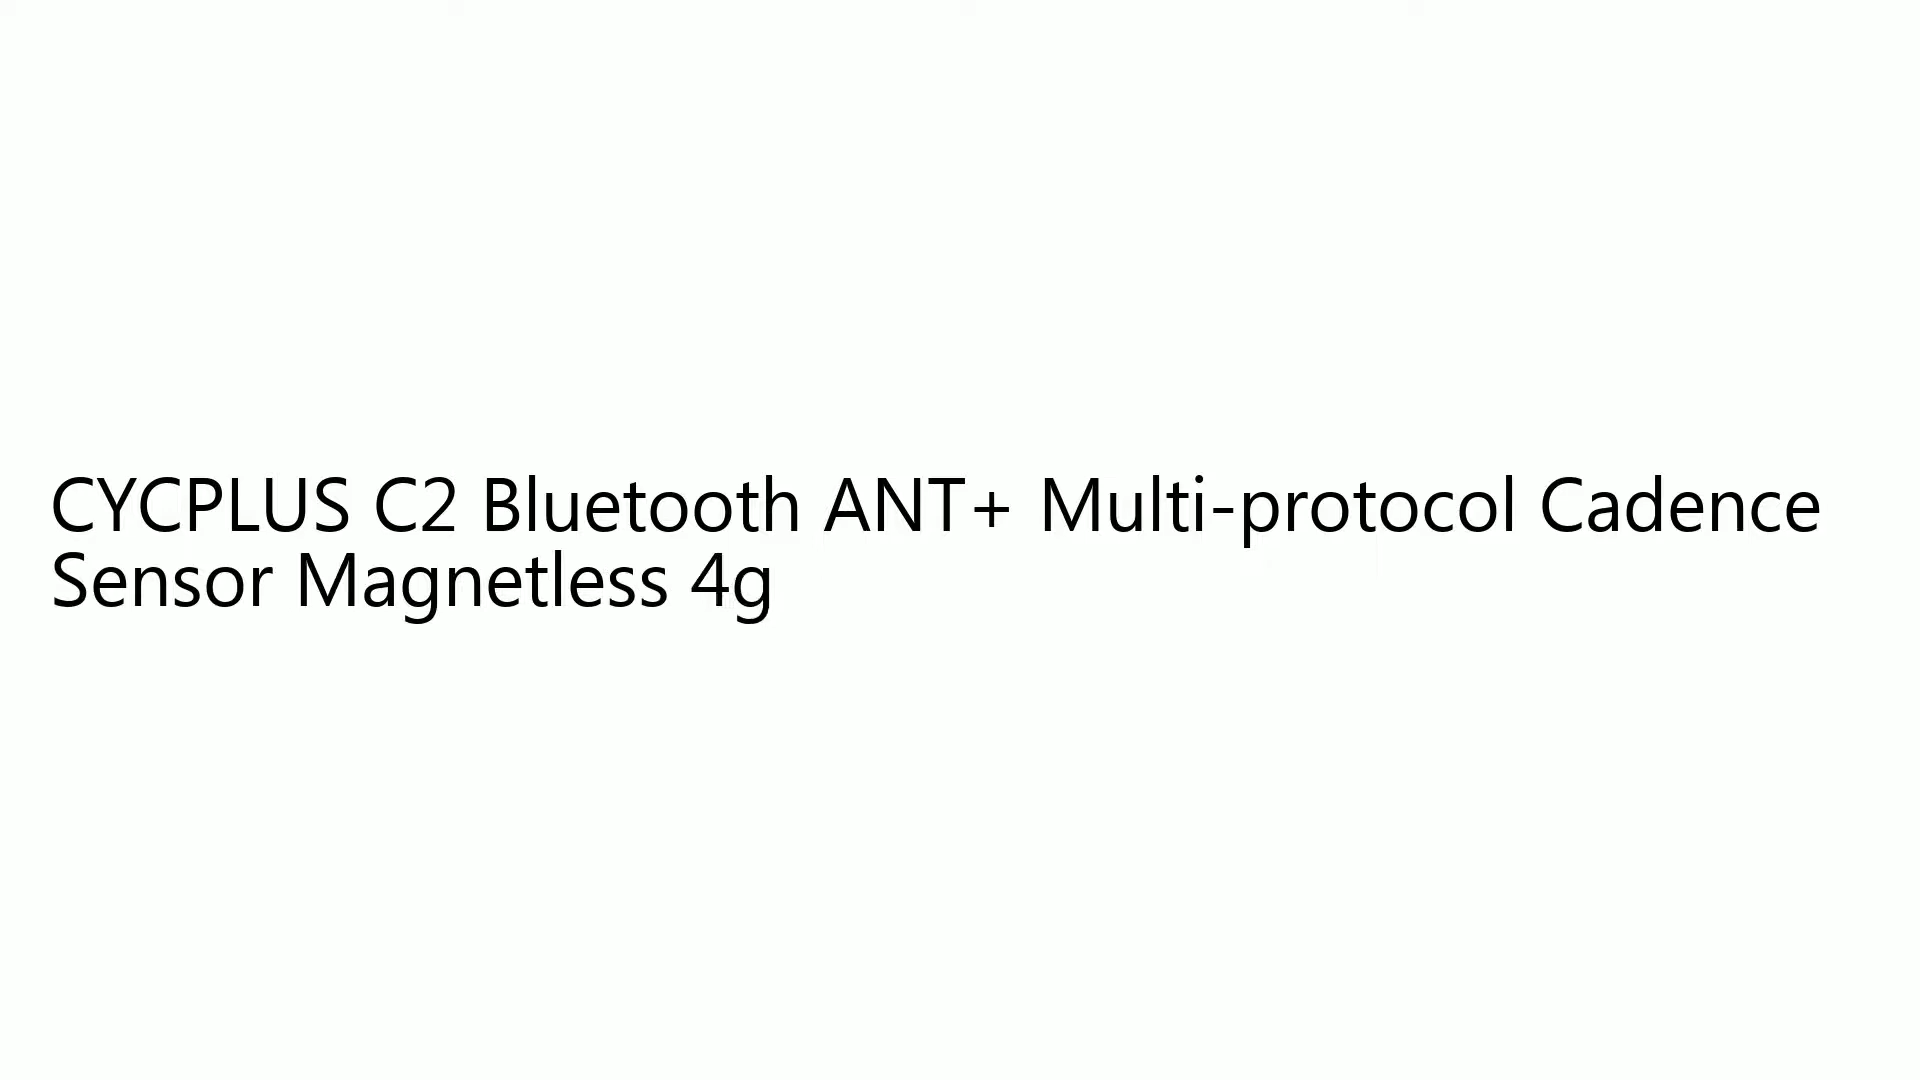 CYCPLUS C2 Bluetooth ANT+ Multi-protocol Cadence
Sensor Magnetless 4g